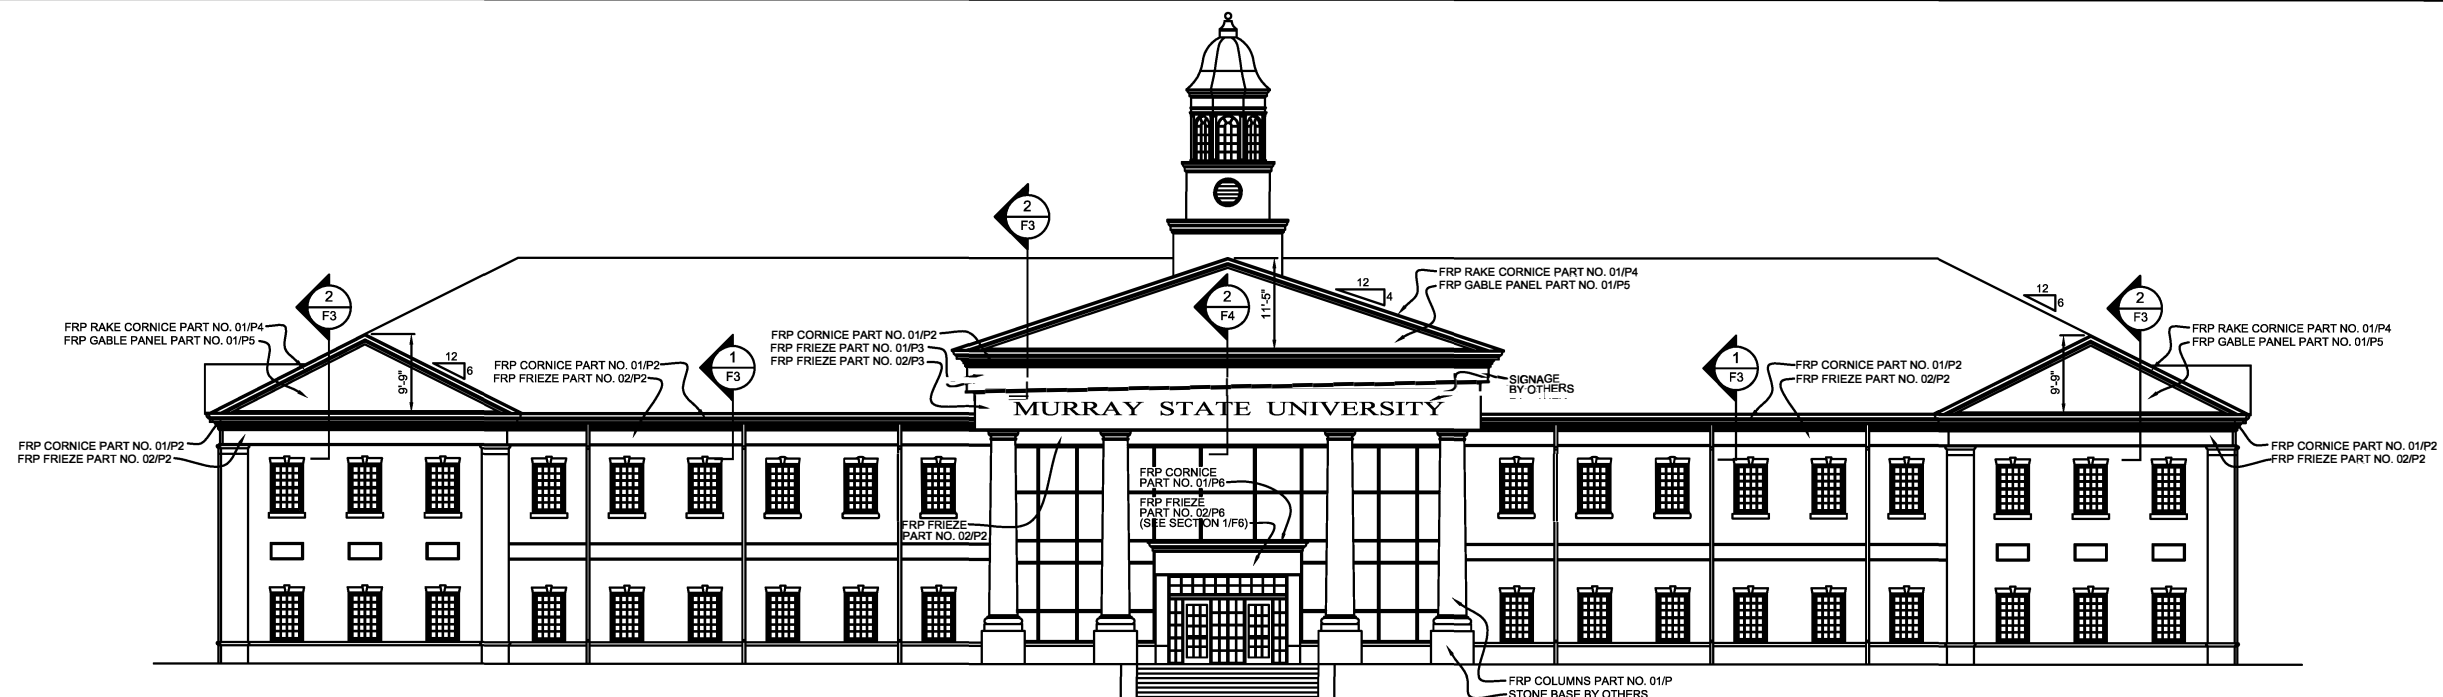 2
F3
2
F3
FRP RAKE CORNICE PART NO. 01/P4
FRP GABLE PANEL PART NO. 01/P5
12
6
9'-9"
FRP CORNICE PART NO. 01/P2
FRP FRIEZE PART NO. 02/P2
FRP CORNICE PART NO. 01/P2
FRP FRIEZE PART NO. 02/P2
1
F3
FRP CORNICE PART NO. 01/P2
FRP FRIEZE PART NO. 01/P3
FRP FRIEZE PART NO. 02/P3
2
F4
11'-5"
12
4
FRP RAKE CORNICE PART NO. 01/P4
FRP GABLE PANEL PART NO. 01/P5
SIGNAGE
BY OTHERS
MURRAY STATE UNIVERSITY
FRP CORNICE
PART NO. 01/P6
FRP FRIEZE
PART NO. 02/P6
(SEE SECTION 1/F6)
FRP FRIEZE
PART NO. 02/P2
1
F3
FRP CORNICE PART NO. 01/P2
FRP FRIEZE PART NO. 02/P2
12
6
2
F3
9'-9"
FRP RAKE CORNICE PART NO. 01/P4
FRP GABLE PANEL PART NO. 01/P5
FRP CORNICE PART NO. 01/P2
FRP FRIEZE PART NO. 02/P2
FRP COLUMNS PART NO. 01/P
STONE BASE BY OTHERS